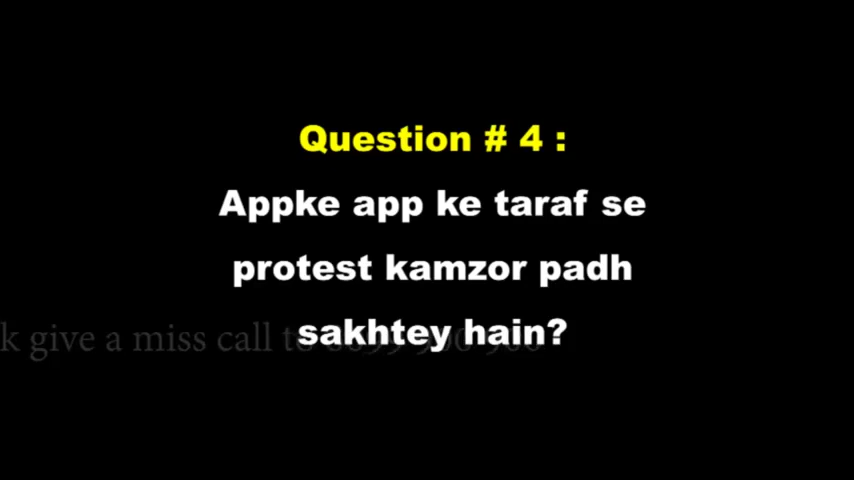 Question # 4 :
Appke app ke taraf se
protest kamzor padh
sakhtey hain?
k give a miss call to